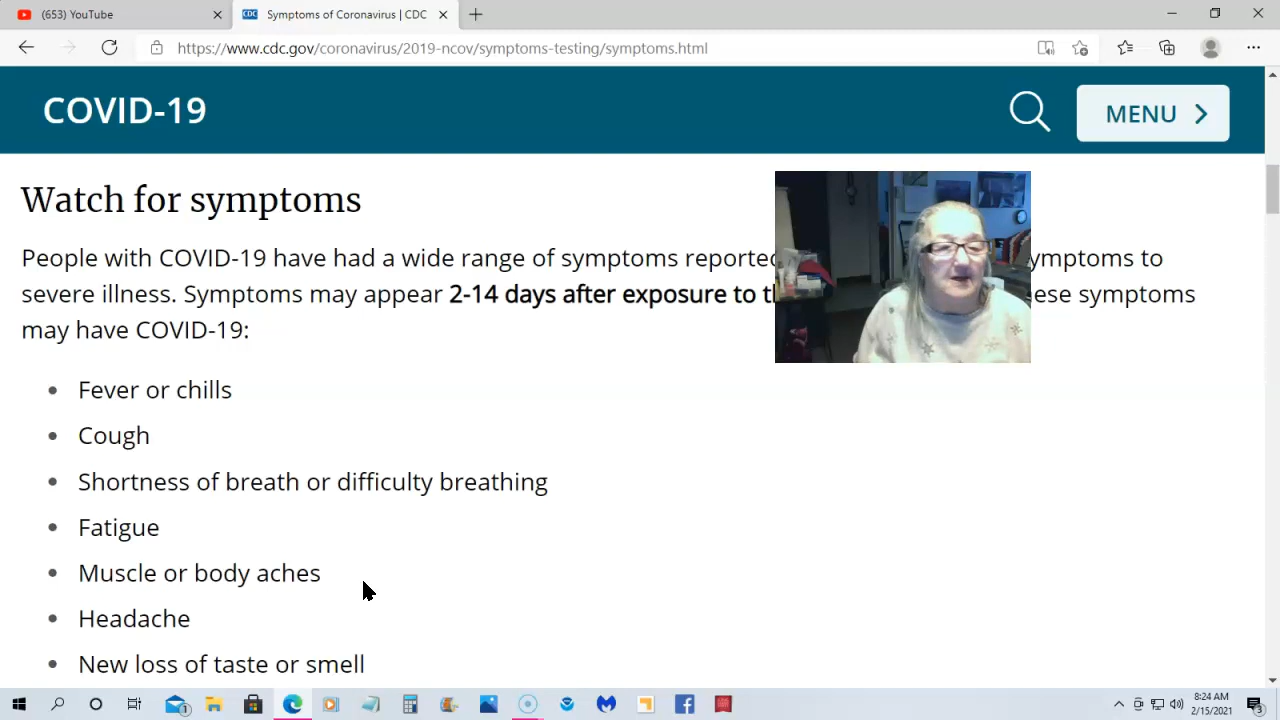 (653) YouTube
CDC Symptoms of Coronavirus | CDC
https://www.cdc.gov/coronavirus/2019-ncov/symptoms-testing/symptoms.html
COVID-19
MENU
Watch for symptoms
People with COVID-19 have had a wide range of symptoms reported ymptoms to
severe illness. Symptoms may appear 2-14 days after exposure to t ese symptoms
may have COVID-19:
• Fever or chills
• Cough
• Shortness of breath or difficulty breathing
• Fatigue
• Muscle or body aches
• Headache
• New loss of taste or smell
8:24 AM
2/15/2021